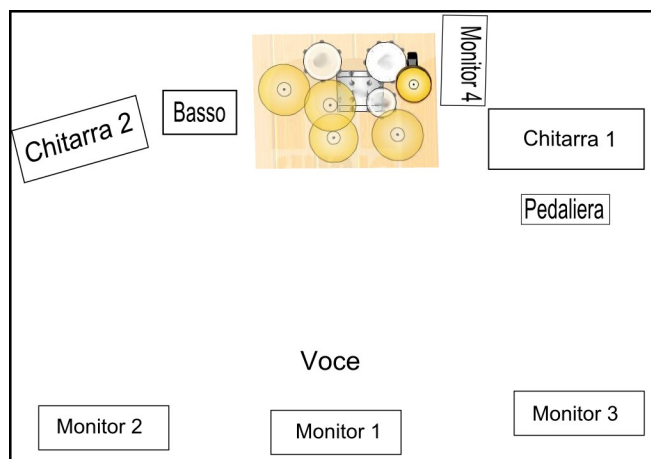 Monitor 4
Basso
Chitarra 2
Chitarra 1
Pedaliera
Voce
Monitor 2
Monitor 1
Monitor 3